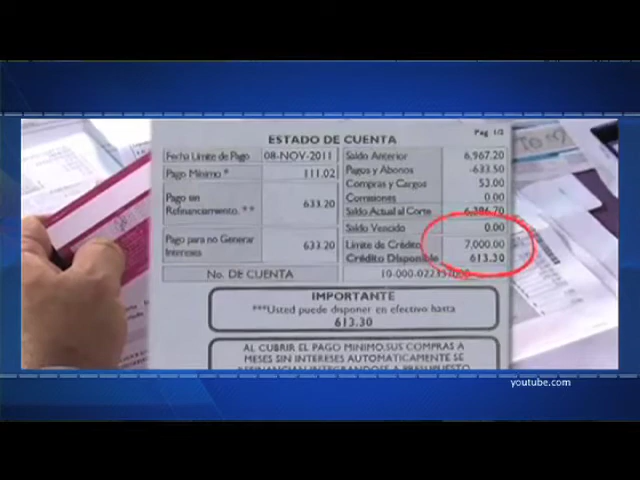 Pag 1/2
ESTADO DE CUENTA
Fecha Límite de Pago 08-NOV-2011
Pago Mínimo * 111.02
Pago sin Refinanciamiento. ** 633.20
Pago para no Generar Intereses 633.20
No. DE CUENTA
Saldo Anterior 6,967.20
Pagos y Abonos -633.50
Compras y Cargos 53.00
Comisiones 0.00
Saldo Actual al Corte 6,386.70
Saldo Vencido 0.00
Límite de Crédito 7,000.00
Crédito Disponible 613.30
IMPORTANTE
***Usted puede disponer en efectivo hasta
613.30
AL CUBRIR EL PAGO MINIMO,SUS COMPRAS A
MESES SIN INTERESES AUTOMATICAMENTE SE
youtube.com